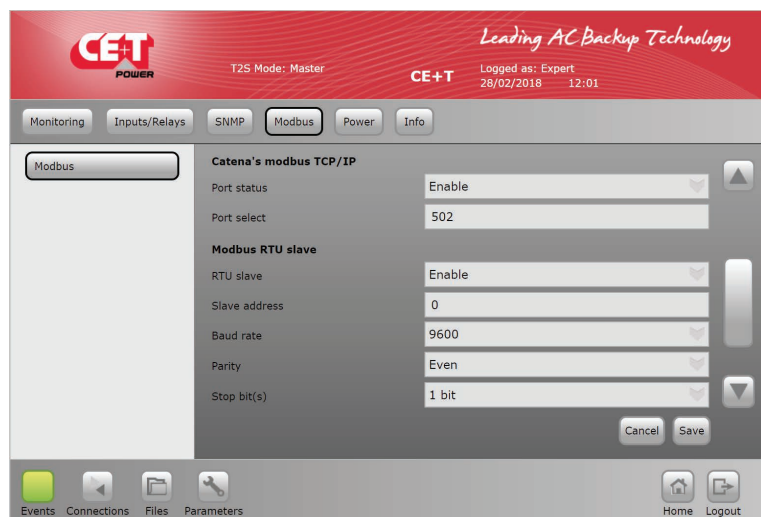 CE+T
POWER
Leading AC Backup Technology
T2S Mode: Master
CE+T
Logged as: Expert
28/02/2018 12:01
Monitoring Inputs/Relays SNMP Modbus Power Info
Modbus
Catena's modbus TCP/IP
Port status Enable
Port select 502
Modbus RTU slave
RTU slave Enable
Slave address 0
Baud rate 9600
Parity Even
Stop bit(s) 1 bit
Cancel Save
Events Connections Files Parameters Home Logout